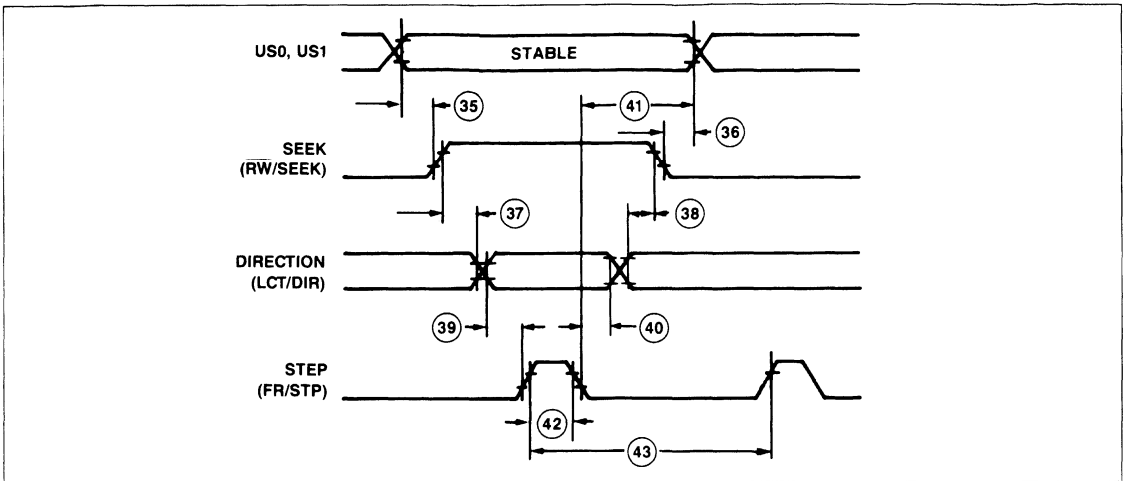 US0, US1
STABLE
35
41
36
SEEK
(RW/SEEK)
37
38
DIRECTION
(LCT/DIR)
39
40
STEP
(FR/STP)
42
43